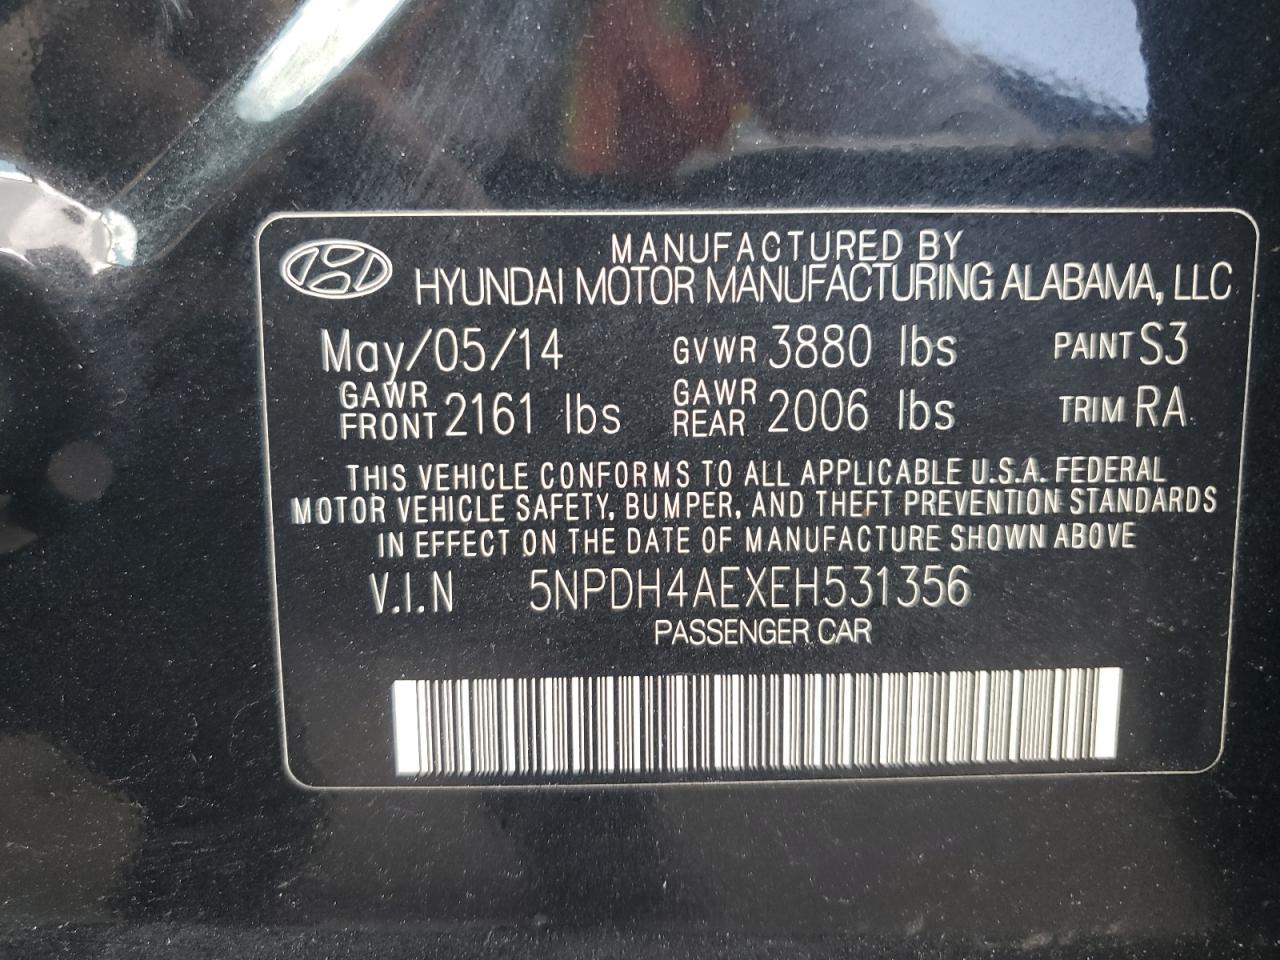 MANUFACTURED BY
HYUNDAI MOTOR MANUFACTURING ALABAMA, LLC
May/05/14 GVWR 3880 lbs PAINT S3
GAWR FRONT 2161 lbs GAWR REAR 2006 lbs TRIM RA
THIS VEHICLE CONFORMS TO ALL APPLICABLE U.S.A. FEDERAL
MOTOR VEHICLE SAFETY, BUMPER, AND THEFT PREVENTION STANDARDS
IN EFFECT ON THE DATE OF MANUFACTURE SHOWN ABOVE
V.I.N 5NPDH4AEXEH531356
PASSENGER CAR